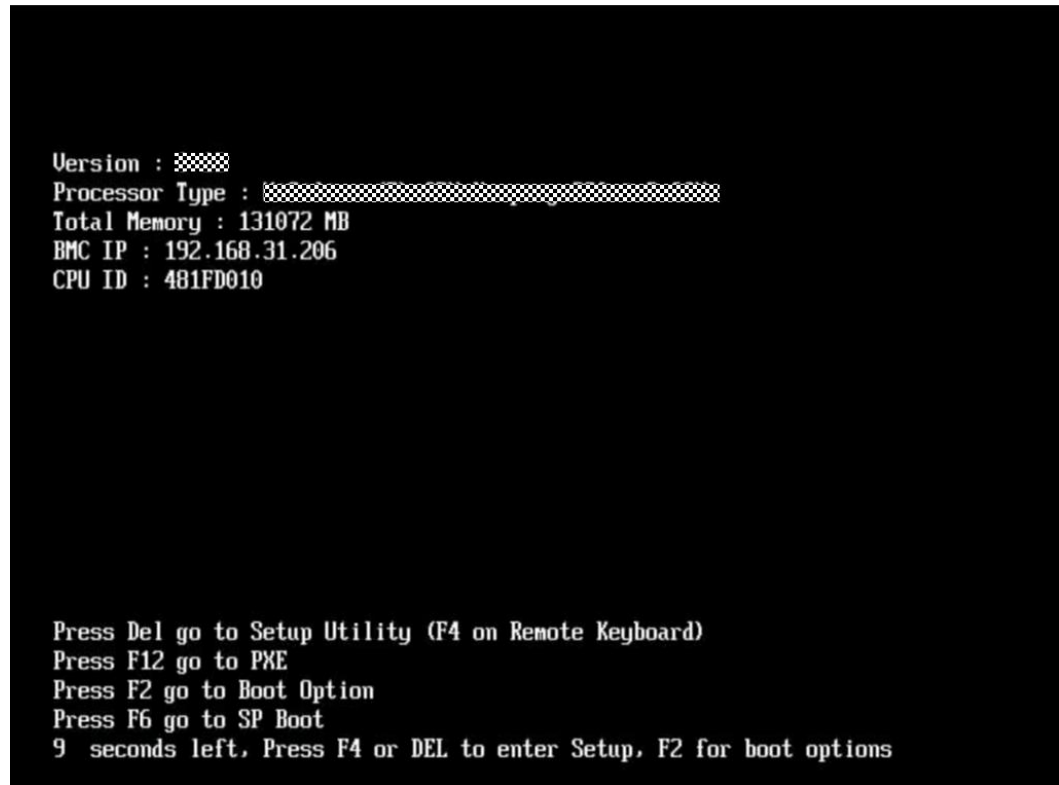 Version :
Processor Type :
Total Memory : 131072 MB
BMC IP : 192.168.31.206
CPU ID : 481FD010
Press Del go to Setup Utility (F4 on Remote Keyboard)
Press F12 go to PXE
Press F2 go to Boot Option
Press F6 go to SP Boot
9 seconds left, Press F4 or DEL to enter Setup, F2 for boot options